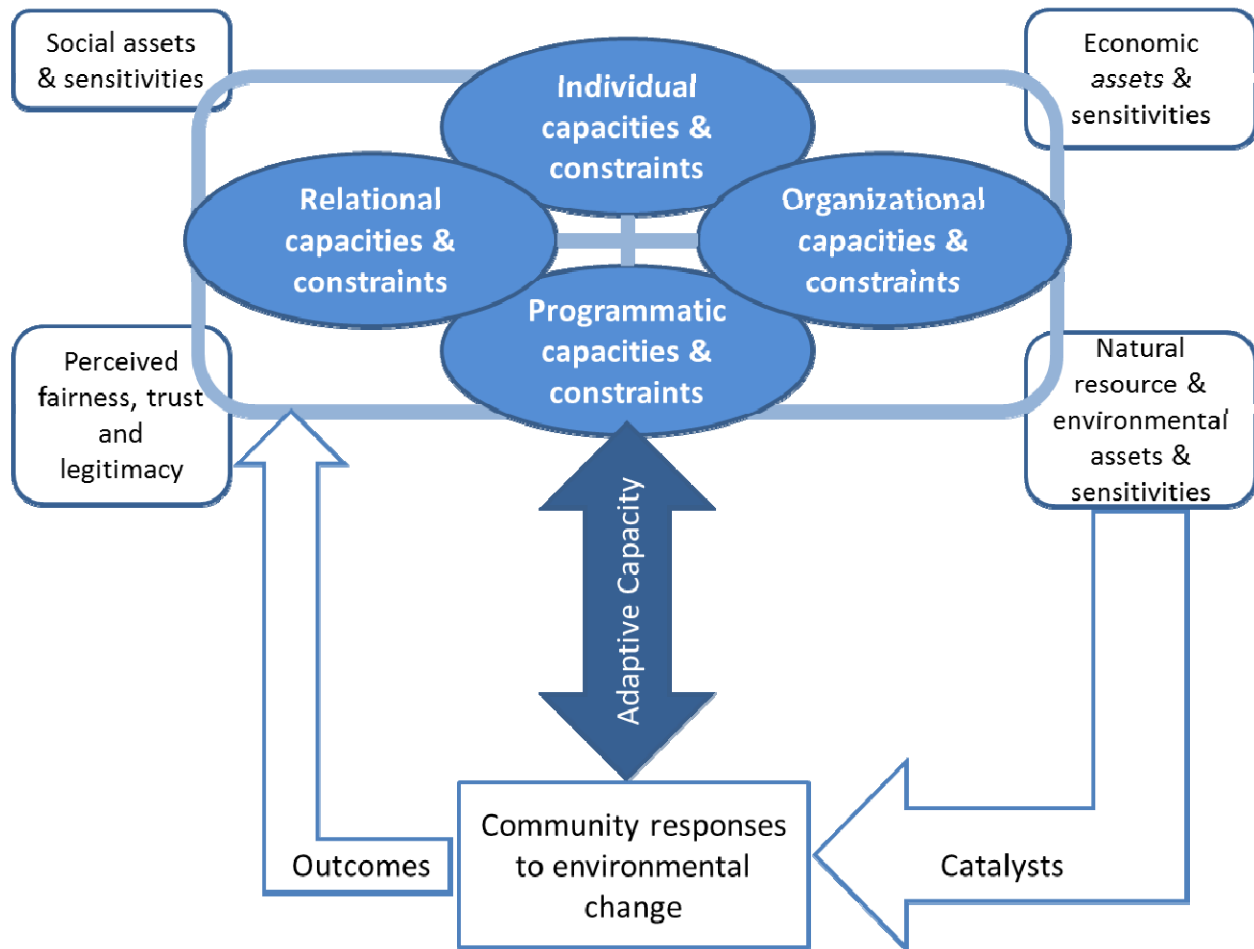 Social assets
& sensitivities
Individual
capacities &
constraints
Economic
assets &
sensitivities
Relational
capacities &
constraints
Organizational
capacities &
constraints
Programmatic
capacities &
constraints
Perceived
fairness, trust
and
legitimacy
Natural
resource &
environmental
assets &
sensitivities
Adaptive Capacity
Outcomes
Community responses
to environmental
change
Catalysts